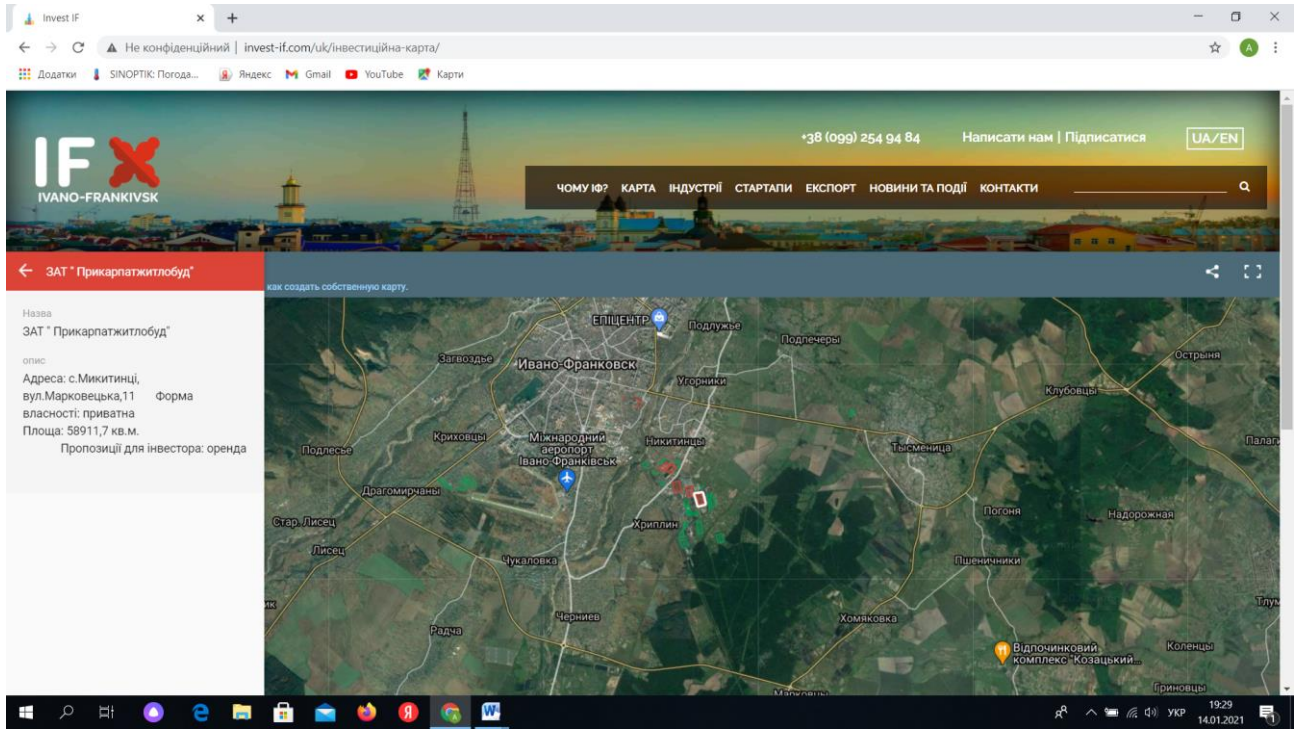 Invest IF
Не конфіденційний | invest-if.com/uk/інвестиційна-карта/
A
Додатки SINOPTIK: Погода... Яндекс Gmail YouTube Карти
IF
IVANO-FRANKIVSK
+38 (099) 254 94 84 Написати нам | Підписатися UA/EN
ЧОМУ ІФ? КАРТА ІНДУСТРІЇ СТАРТАПИ ЕКСПОРТ НОВИНИ ТА ПОДІЇ КОНТАКТИ
ЗАТ " Прикарпатжитлобуд"
как создать собственную карту.
Назва
ЗАТ " Прикарпатжитлобуд"
опис
Адреса: с.Микитинці,
вул.Марковецька,11 Форма
власності: приватна
Площа: 58911,7 кв.м.
Пропозиції для інвестора: оренда
ЕПІЦЕНТР
Подлужье
Подпечеры
Загвоздье
Ивано-Франковск
Острыня
Угорники
Клубовцы
Криховцы
Міжнародний
аеропорт
Івано-Франківськ
Никитинцы
Подлесье
Тысменица
Палаги
Драгомирчаны
Стар. Лисец
Хриплин
Погоня
Надорожная
Лисец
Чукаловка
Пшеничники
ик
Черниев
Хомяковка
Тлум
Радча
Відпочинковий
комплекс "Козацький...
Коленцы
Марковцы
Гриновцы
УКР
19:29
14.01.2021
1